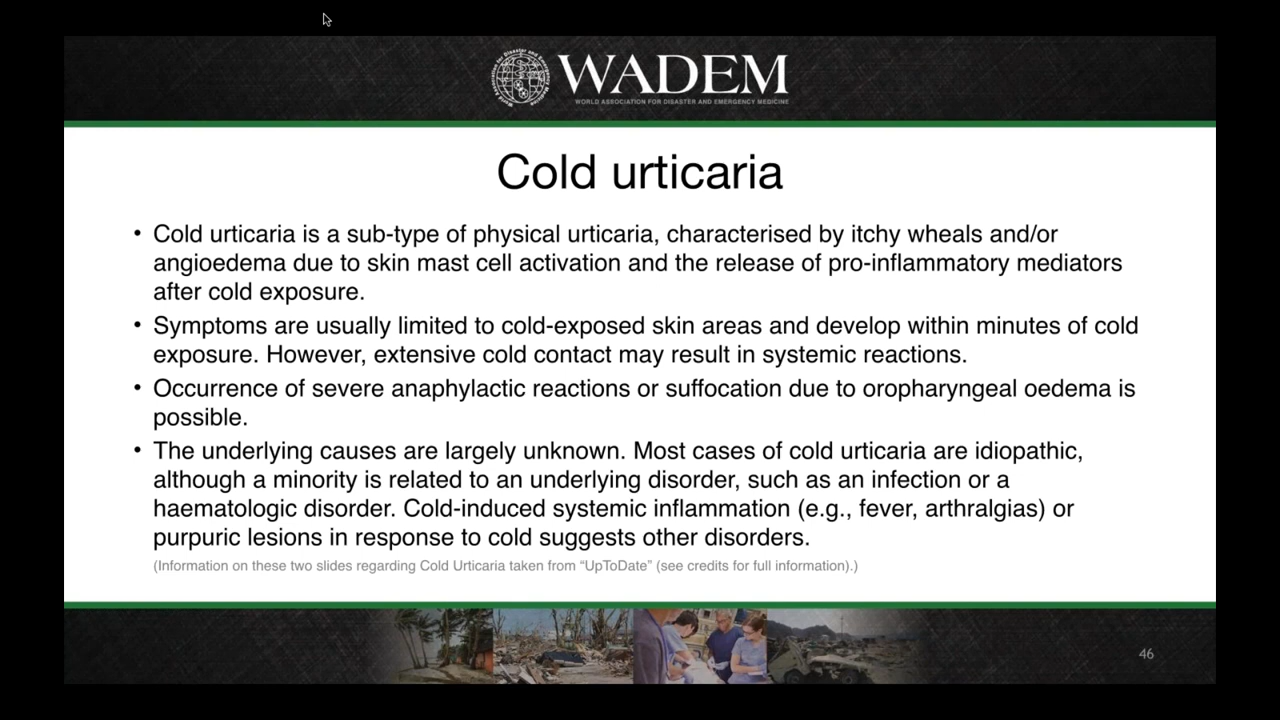 WADEM
WORLD ASSOCIATION FOR DISASTER AND EMERGENCY MEDICINE
Cold urticaria
• Cold urticaria is a sub-type of physical urticaria, characterised by itchy wheals and/or
angioedema due to skin mast cell activation and the release of pro-inflammatory mediators
after cold exposure.
• Symptoms are usually limited to cold-exposed skin areas and develop within minutes of cold
exposure. However, extensive cold contact may result in systemic reactions.
• Occurrence of severe anaphylactic reactions or suffocation due to oropharyngeal oedema is
possible.
• The underlying causes are largely unknown. Most cases of cold urticaria are idiopathic,
although a minority is related to an underlying disorder, such as an infection or a
haematologic disorder. Cold-induced systemic inflammation (e.g., fever, arthralgias) or
purpuric lesions in response to cold suggests other disorders.
(Information on these two slides regarding Cold Urticaria taken from “UpToDate” (see credits for full information).)
46